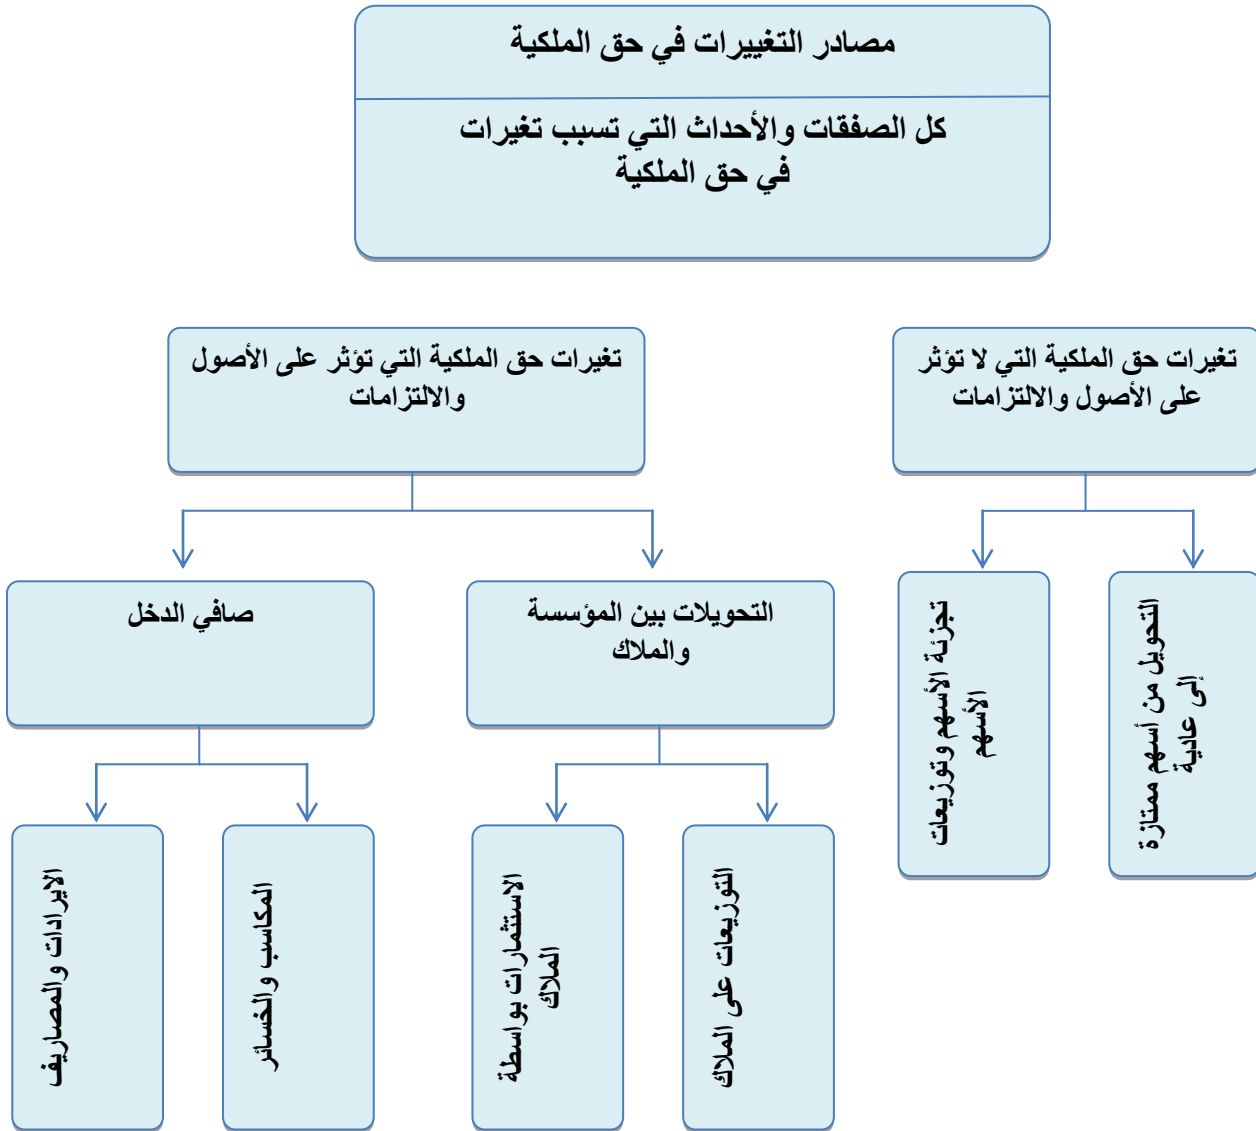 مصادر التغييرات في حق الملكية
كل الصفقات والأحداث التي تسبب تغيرات
في حق الملكية
تغيرات حق الملكية التي لا تؤثر
على الأصول والالتزامات
تغيرات حق الملكية التي تؤثر على الأصول
والالتزامات
التحويل من أسهم ممتازة
إلى عادية
تجزئة الأسهم وتوزيعات
الأسهم
التحويلات بين المؤسسة
والملاك
صافي الدخل
التوزيعات على الملاك
الاستثمارات بواسطة
الملاك
المكاسب والخسائر
الايرادات والمصاريف